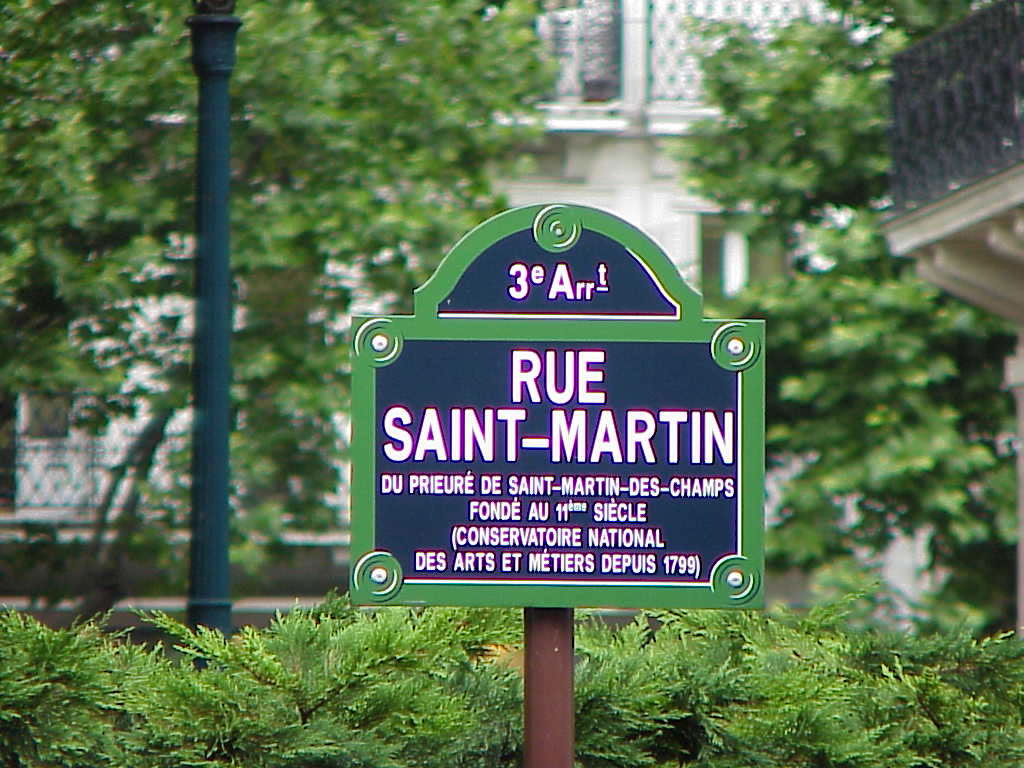 3e Arrt
RUE
SAINT-MARTIN
DU PRIEURÉ DE SAINT-MARTIN-DES-CHAMPS
FONDÉ AU 11ème SIÈCLE
(CONSERVATOIRE NATIONAL
DES ARTS ET MÉTIERS DEPUIS 1799)